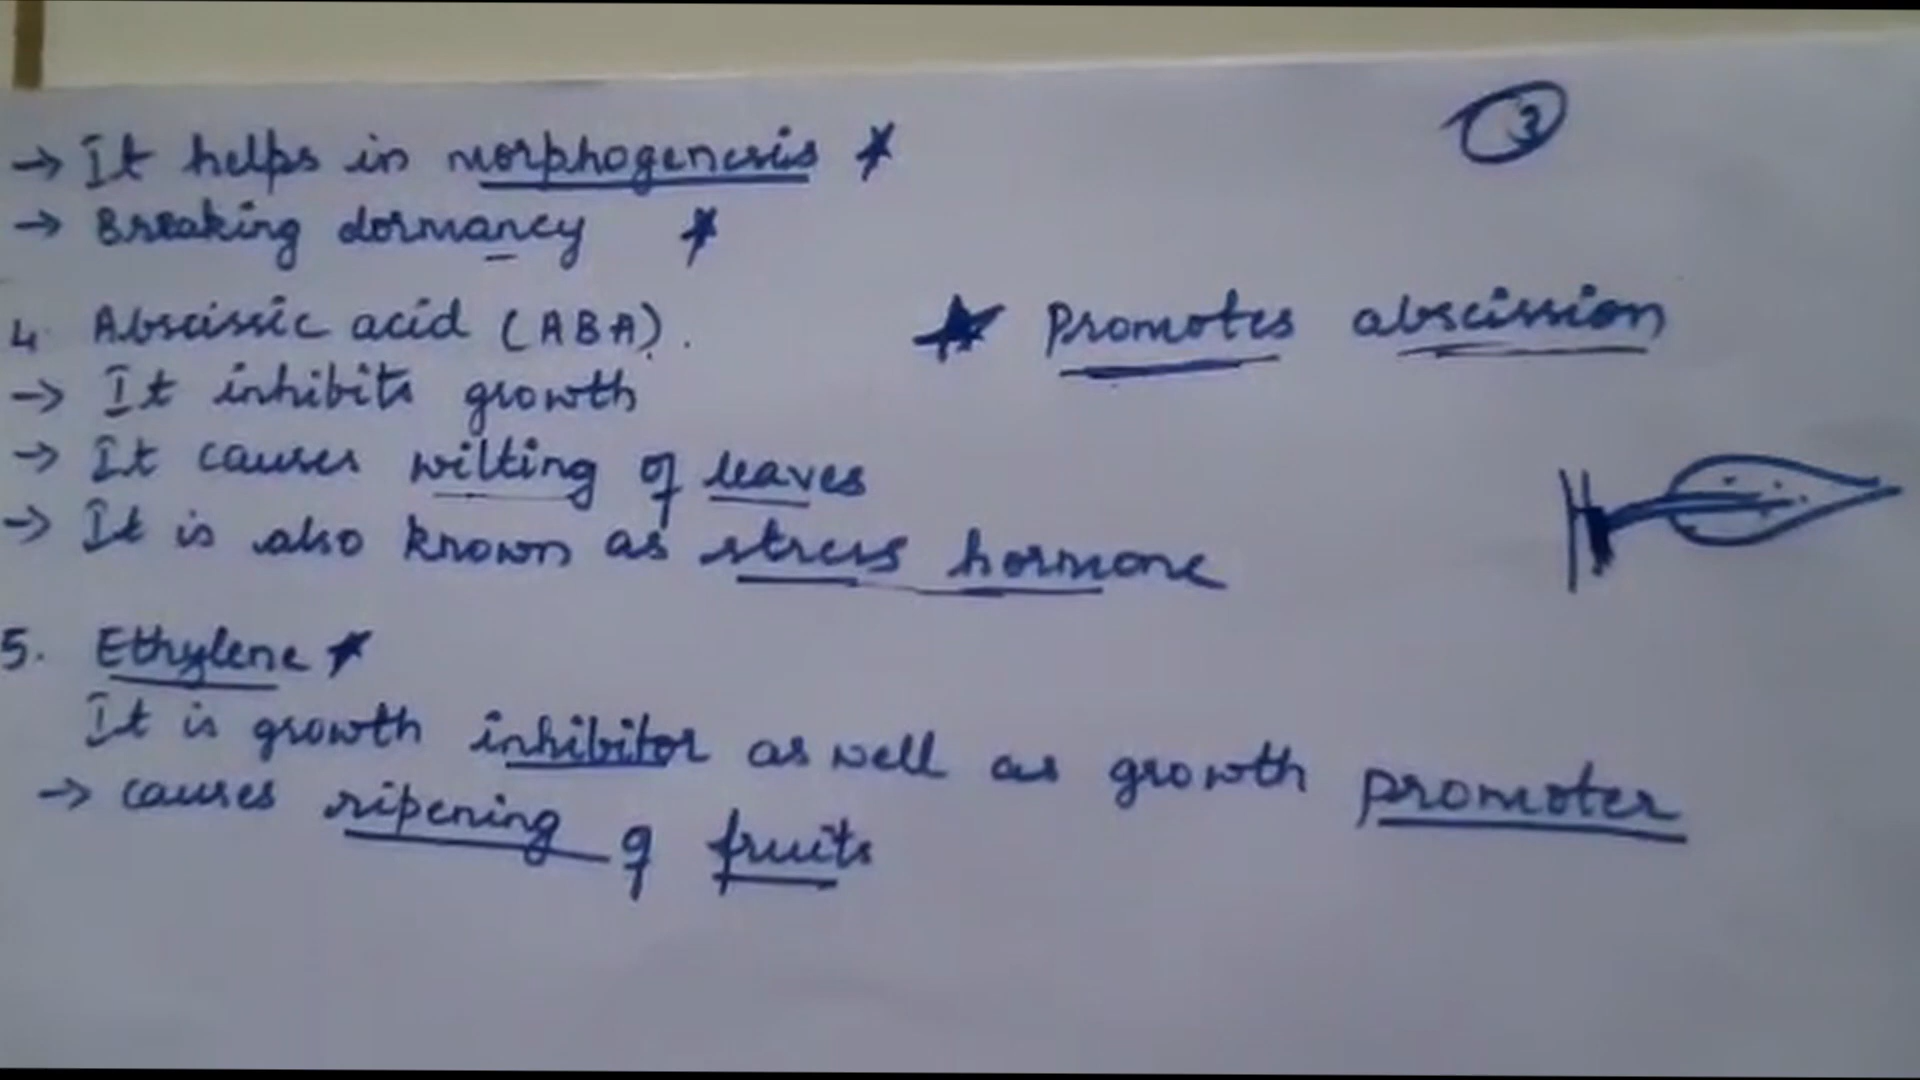 3
→ It helps in morphogenesis ★
→ Breaking dormancy ★
4. Abscissic acid (ABA).
★ Promotes abscission
→ It inhibits growth
→ It causes wilting of leaves
→ It is also known as stress hormone
5. Ethylene ★
It is growth inhibitor as well as growth promoter
→ causes ripening of fruits